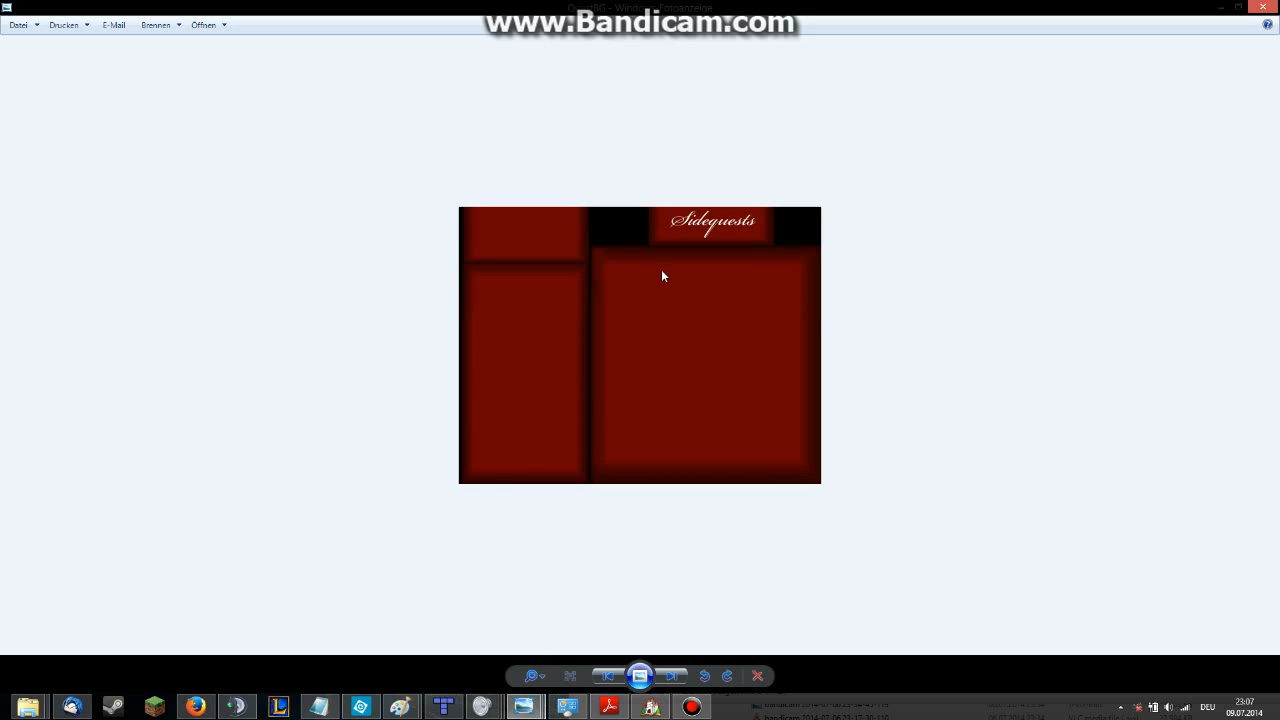 www.Bandicam.com
Datei Drucken E-Mail Brennen Öffnen
Sidequests
DEU
23:07
09.07.2014